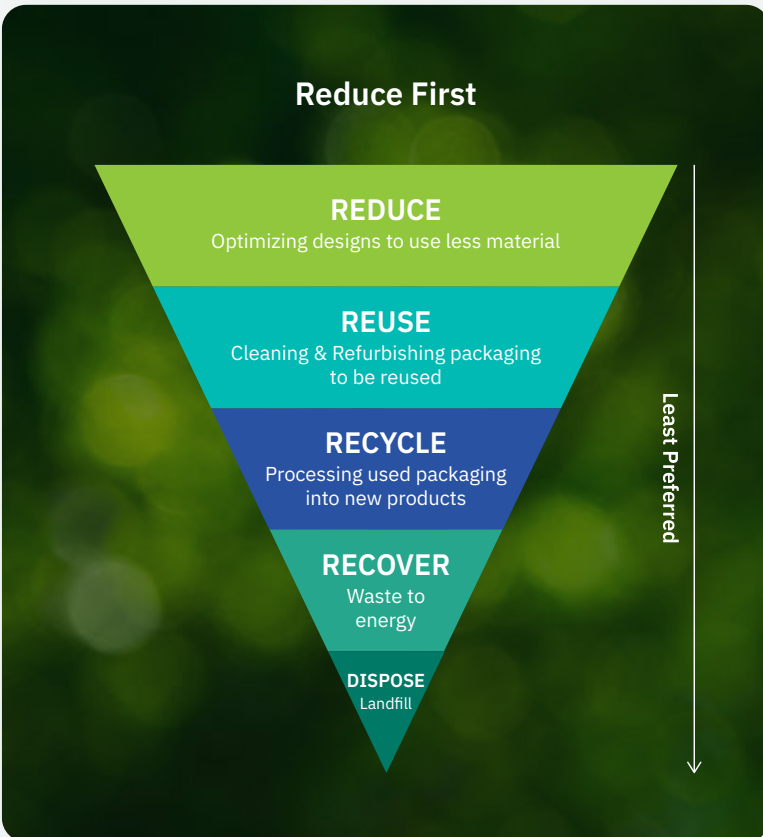 Reduce First
REDUCE
Optimizing designs to use less material
REUSE
Cleaning & Refurbishing packaging
to be reused
RECYCLE
Processing used packaging
into new products
RECOVER
Waste to
energy
DISPOSE
Landfill
Least Preferred